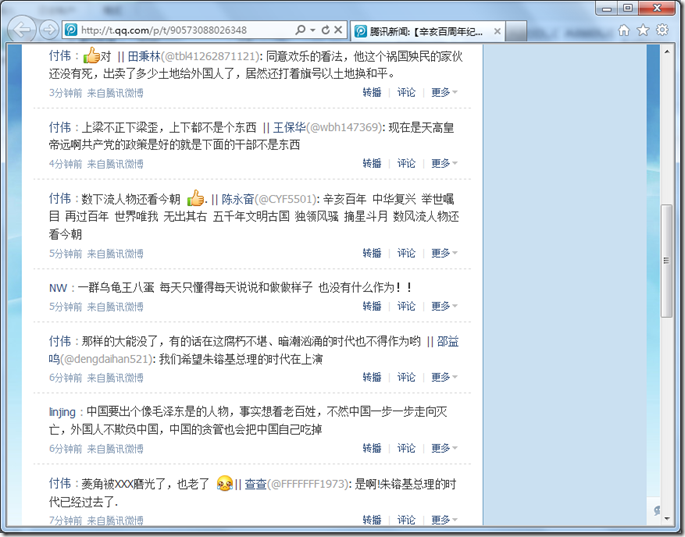 http://t.qq.com/p/t/90573088026348
腾讯新闻:【辛亥百周年纪...
付伟：对 || 田秉林(@tbl41262871121): 同意欢乐的看法，他这个祸国殃民的家伙
还没有死，出卖了多少土地给外国人了，居然还打着旗号以土地换和平。
3分钟前 来自腾讯微博 转播 | 评论 | 更多
付伟：上梁不正下梁歪，上下都不是个东西 || 王保华(@wbh147369): 现在是天高皇
帝远啊共产党的政策是好的就是下面的干部不是东西
4分钟前 来自腾讯微博 转播 | 评论 | 更多
付伟：数下流人物还看今朝 . || 陈永奋(@CYF5501): 辛亥百年 中华复兴 举世瞩
目 再过百年 世界唯我 无出其右 五千年文明古国 独领风骚 摘星斗月 数风流人物还
看今朝
5分钟前 来自腾讯微博 转播 | 评论 | 更多
NW：一群乌龟王八蛋 每天只懂得每天说说和做做样子 也没有什么作为！！
5分钟前 来自腾讯微博 转播 | 评论 | 更多
付伟：那样的大能没了，有的话在这腐朽不堪、暗潮汹涌的时代也不得作为哟 || 邵益
鸣(@dengdaihan521): 我们希望朱镕基总理的时代在上演
6分钟前 来自腾讯微博 转播 | 评论 | 更多
linjing：中国要出个像毛泽东是的人物，事实想着老百姓，不然中国一步一步走向灭
亡，外国人不欺负中国，中国的贪管也会把中国自己吃掉
6分钟前 来自腾讯微博 转播 | 评论 | 更多
付伟：菱角被XXX磨光了，也老了 || 查查(@FFFFFFF1973): 是啊!朱镕基总理的时
代已经过去了.
7分钟前 来自腾讯微博 转播 | 评论 | 更多